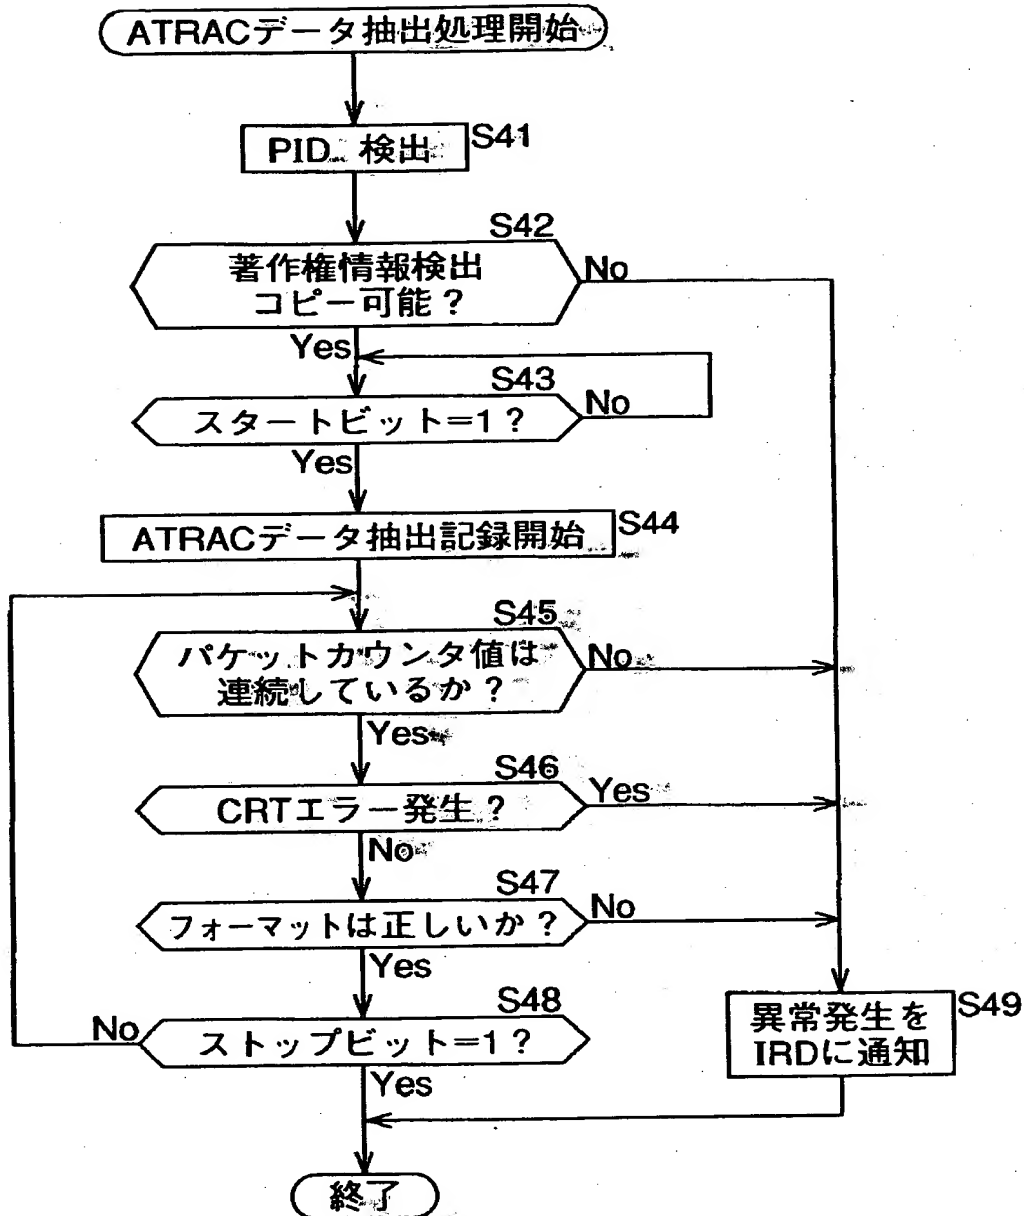 ATRACデータ抽出処理開始
PID 検出
S41
S42
著作権情報検出
コピー可能？
No
Yes
S43
スタートビット=1？
No
Yes
ATRACデータ抽出記録開始
S44
S45
パケットカウンタ値は
連続しているか？
No
Yes
S46
CRTエラー発生？
Yes
No
S47
フォーマットは正しいか？
No
Yes
S48
ストップビット=1？
No
Yes
異常発生を
IRDに通知
S49
終了